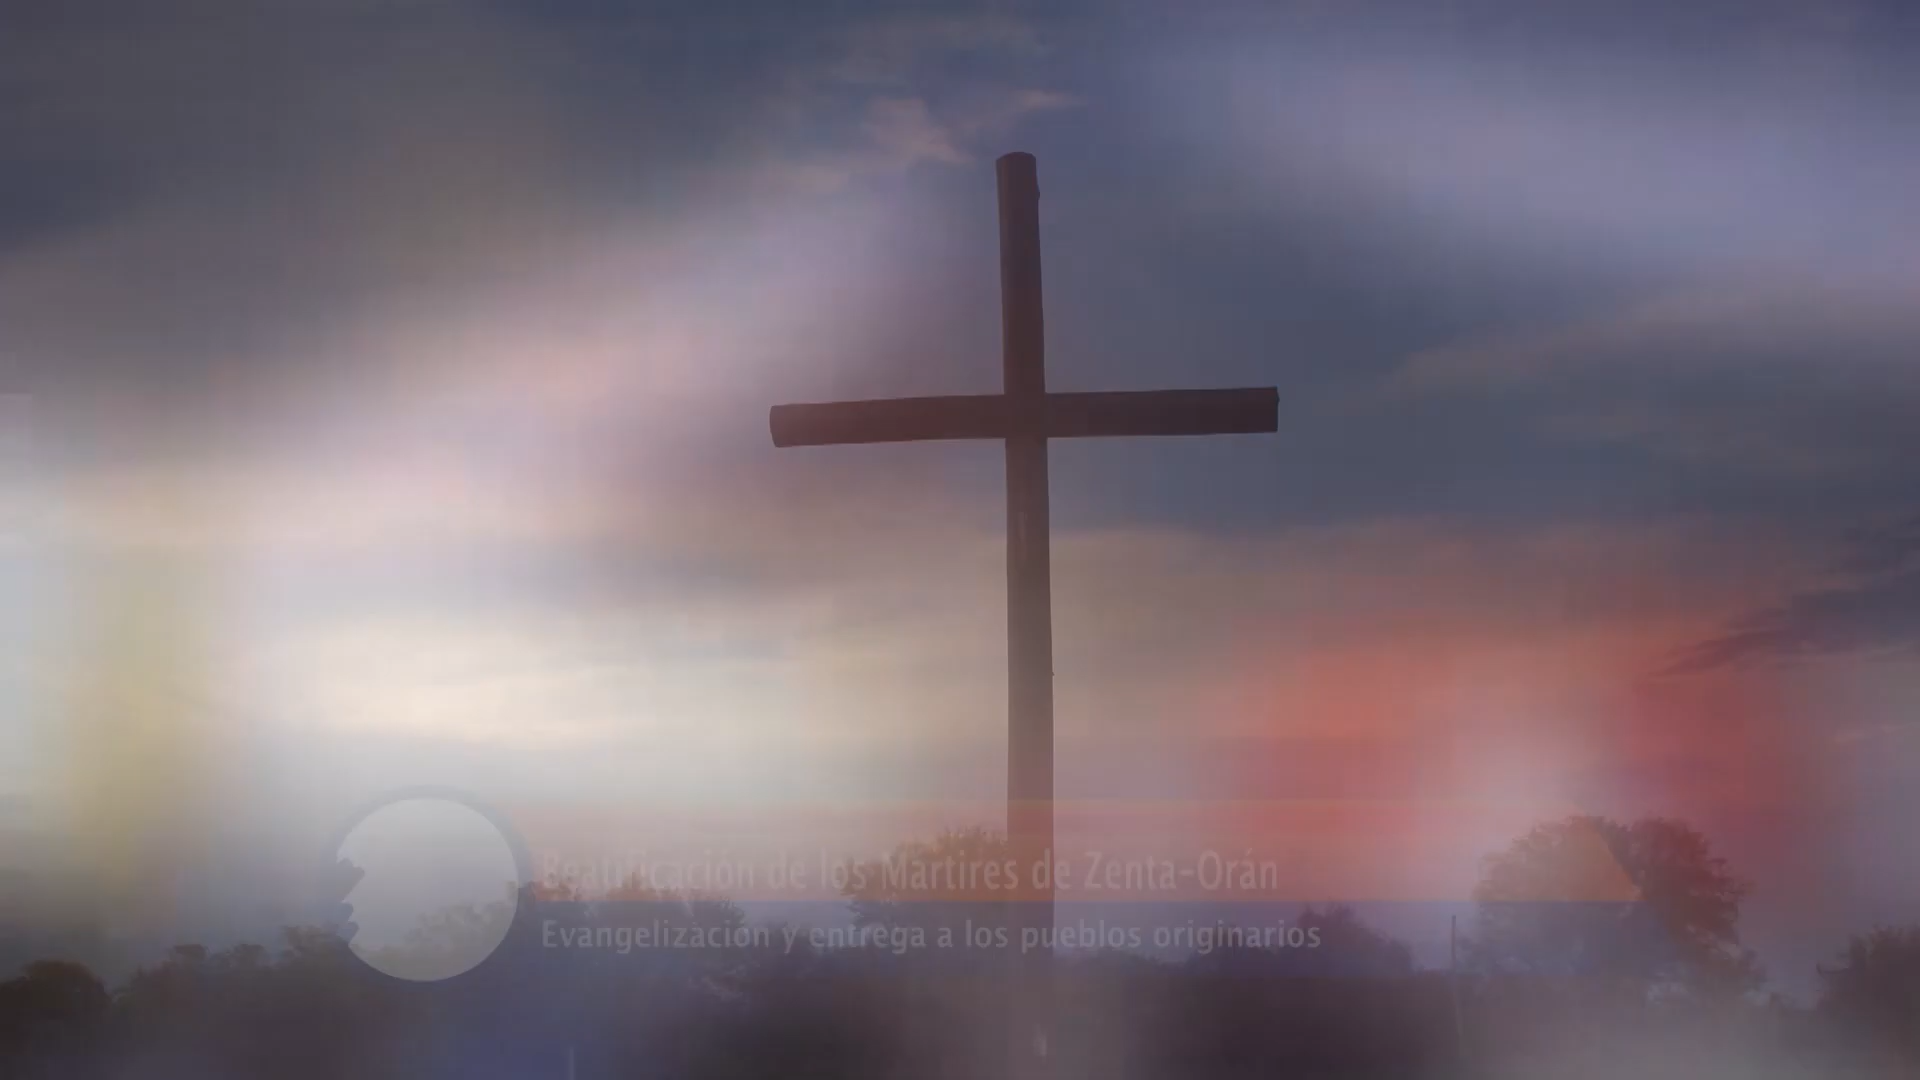 Beatificación de los Mártires de Zenta-Orán
Evangelización y entrega a los pueblos originarios